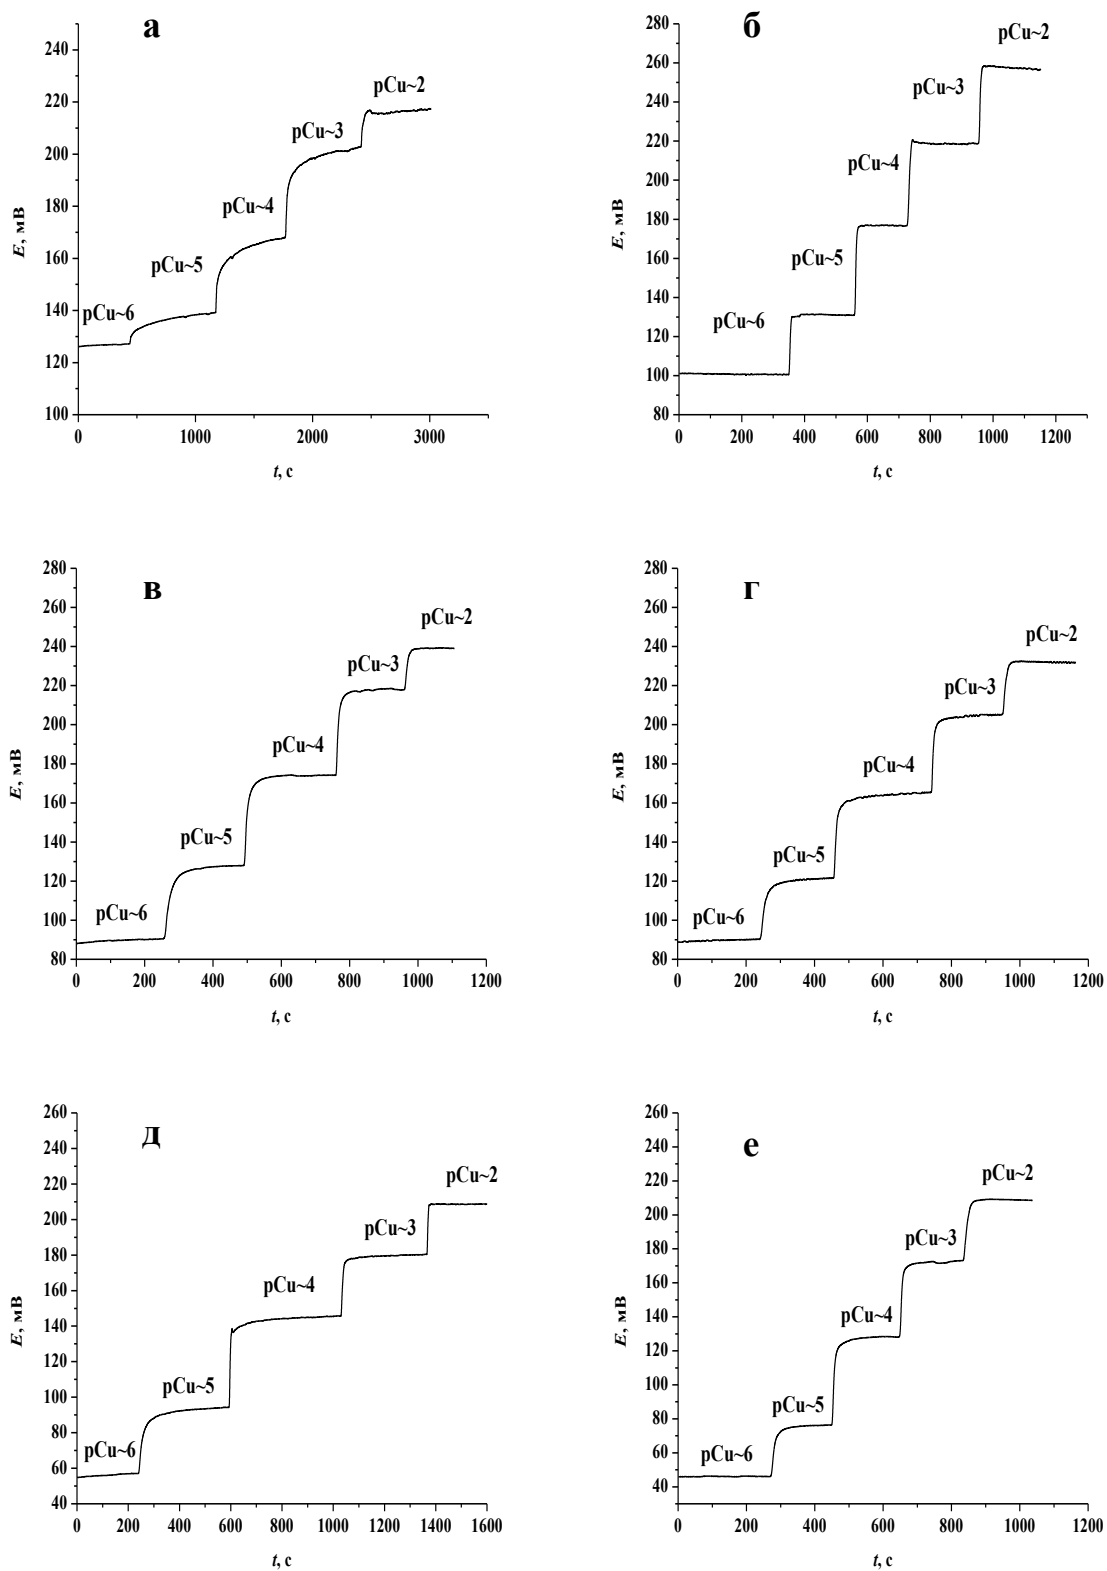 а
240
220
200
180
160
140
120
100
E, мВ
pCu~6
pCu~5
pCu~4
pCu~3
pCu~2
0 1000 2000 3000
t, с
б
280
260
240
220
200
180
160
140
120
100
80
E, мВ
pCu~6
pCu~5
pCu~4
pCu~3
pCu~2
0 200 400 600 800 1000 1200
t, с
в
280
260
240
220
200
180
160
140
120
100
80
E, мВ
pCu~6
pCu~5
pCu~4
pCu~3
pCu~2
0 200 400 600 800 1000 1200
t, с
г
280
260
240
220
200
180
160
140
120
100
80
E, мВ
pCu~6
pCu~5
pCu~4
pCu~3
pCu~2
0 200 400 600 800 1000 1200
t, с
д
260
240
220
200
180
160
140
120
100
80
60
40
E, мВ
pCu~6
pCu~5
pCu~4
pCu~3
pCu~2
0 200 400 600 800 1000 1200 1400 1600
t, с
е
260
240
220
200
180
160
140
120
100
80
60
40
E, мВ
pCu~6
pCu~5
pCu~4
pCu~3
pCu~2
0 200 400 600 800 1000 1200
t, с